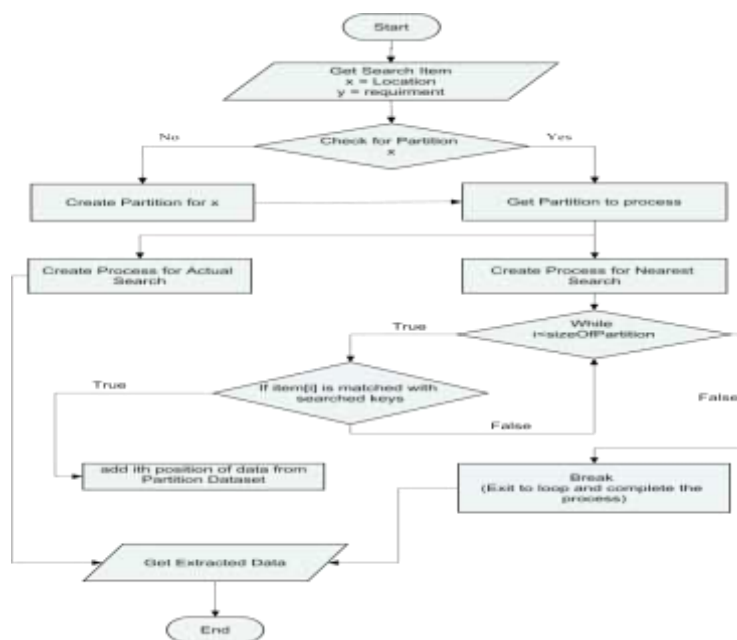 Start
Get Search Item
x = Location
y = requirment
No
Yes
Check for Partition
x
Create Partition for x
Get Partition to process
Create Process for Actual
Search
Create Process for Nearest
Search
While
i<sizeOfPartition
True
True
If item[i] is matched with
searched keys
False
False
add ith position of data from
Partition Dataset
Break
(Exit to loop and complete the
process)
Get Extracted Data
End